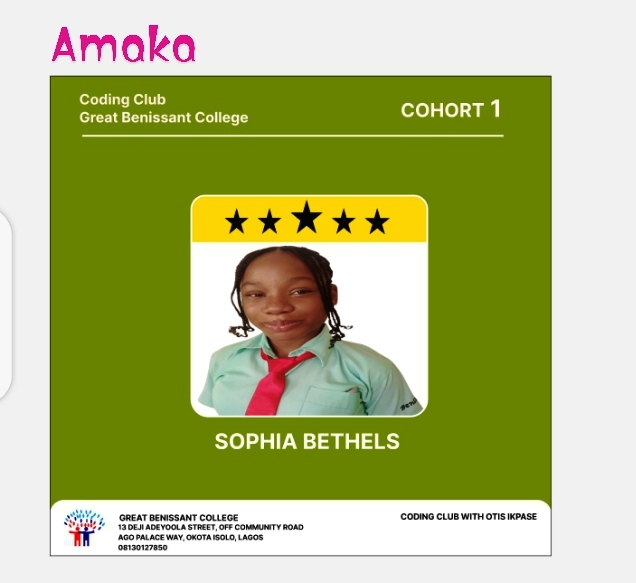 Amaka
Coding Club
Great Benissant College
COHORT 1
SOPHIA BETHELS
GREAT BENISSANT COLLEGE
13 DEJI ADEYOOLA STREET, OFF COMMUNITY ROAD
AGO PALACE WAY, OKOTA ISOLO, LAGOS
08130127850
CODING CLUB WITH OTIS IKPASE